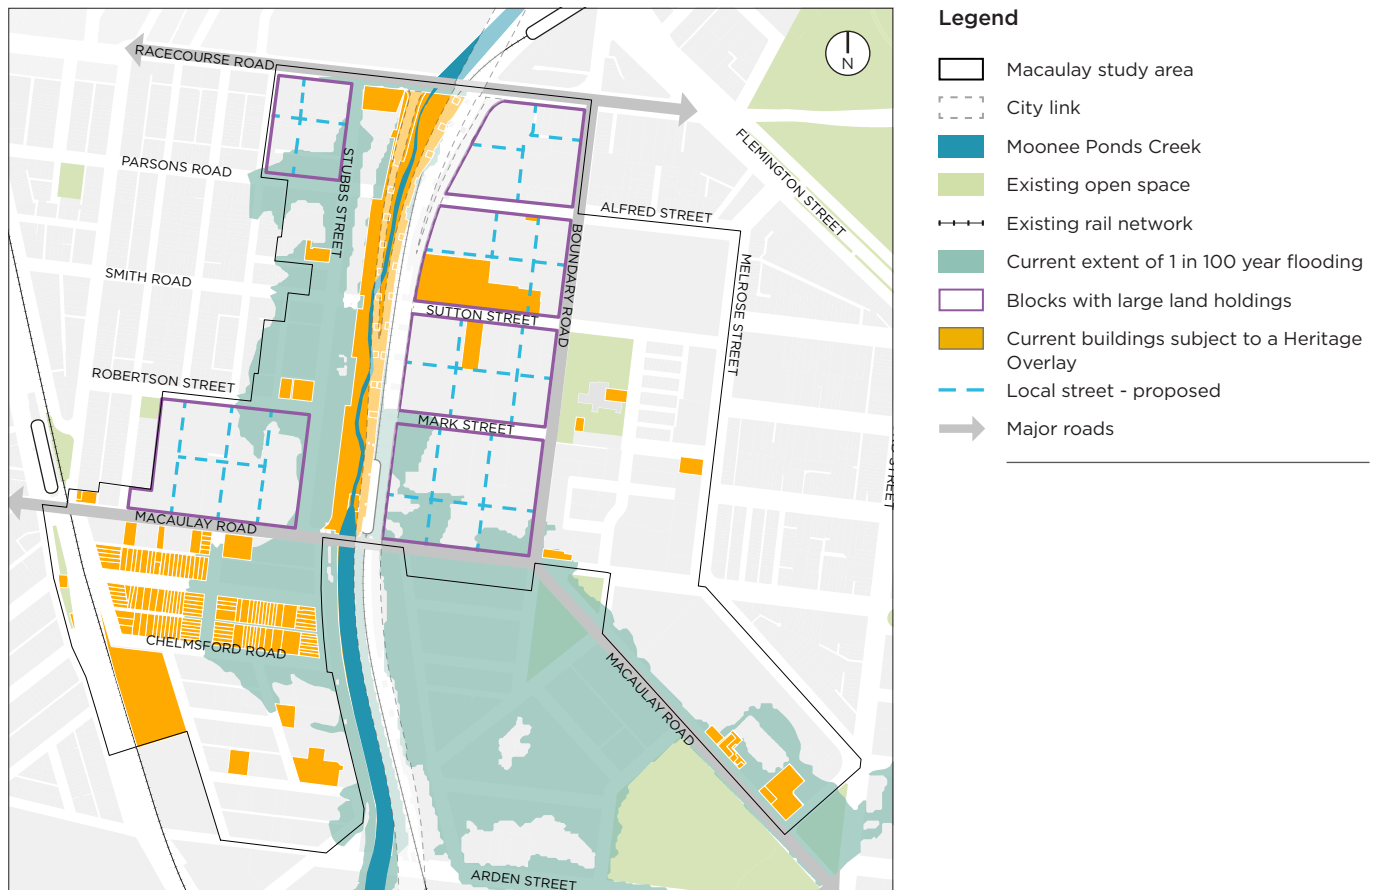 RACECOURSE ROAD
N
FLEMINGTON STREET
PARSONS ROAD
STUBBS STREET
ALFRED STREET
BOUNDARY ROAD
MELROSE STREET
SMITH ROAD
SUTTON STREET
ROBERTSON STREET
MARK STREET
STREET
MACAULAY ROAD
CHELMSFORD ROAD
MACAULAY ROAD
ARDEN STREET
Legend
Macaulay study area
City link
Moonee Ponds Creek
Existing open space
Existing rail network
Current extent of 1 in 100 year flooding
Blocks with large land holdings
Current buildings subject to a Heritage
Overlay
Local street - proposed
Major roads